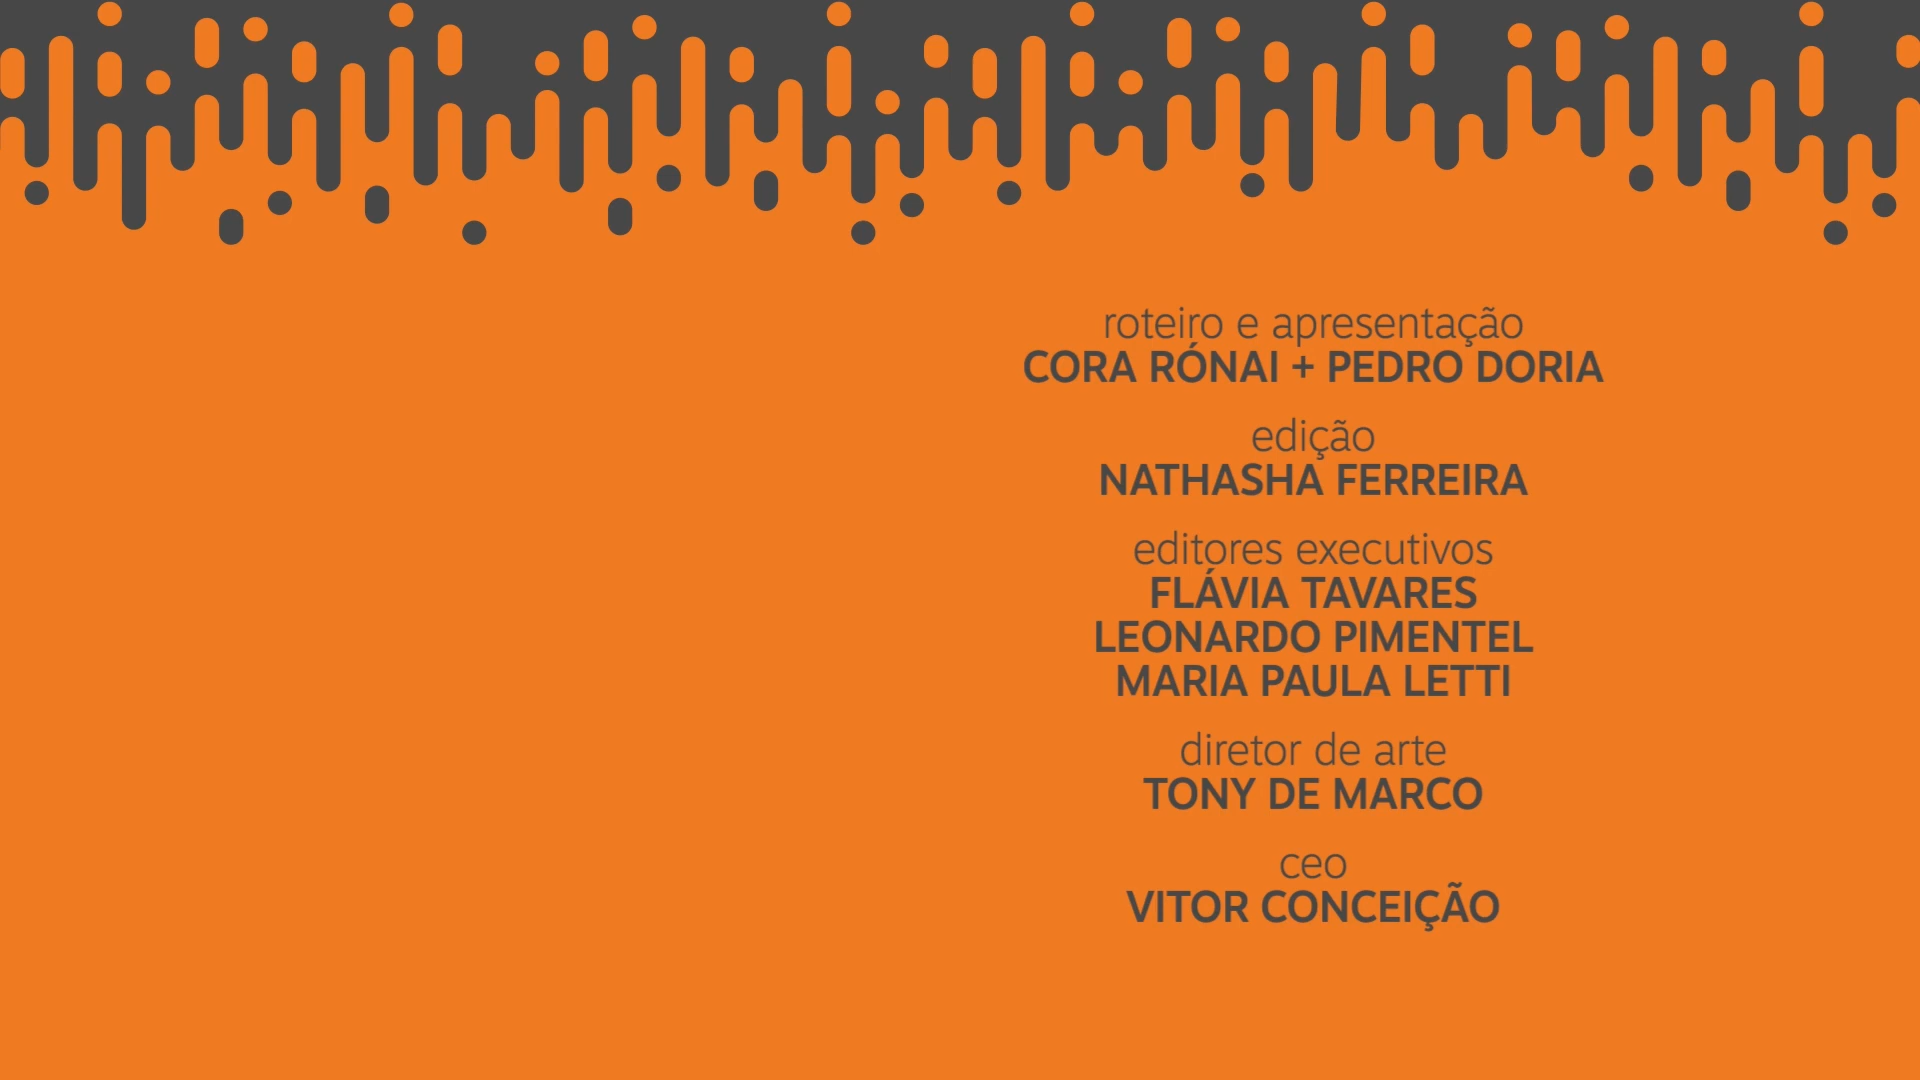 roteiro e apresentação
CORA RÓNAI + PEDRO DORIA
edição
NATHASHA FERREIRA
editores executivos
FLÁVIA TAVARES
LEONARDO PIMENTEL
MARIA PAULA LETTI
diretor de arte
TONY DE MARCO
ceo
VITOR CONCEIÇÃO